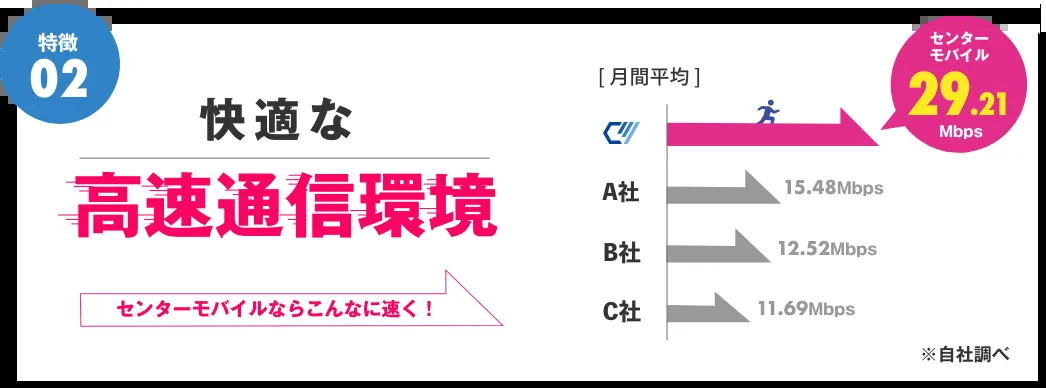 特徴
02
快適な
高速通信環境
センターモバイルならこんなに速く！
[ 月間平均 ]
センター
モバイル
29.21
Mbps
A社 15.48Mbps
B社 12.52Mbps
C社 11.69Mbps
※自社調べ